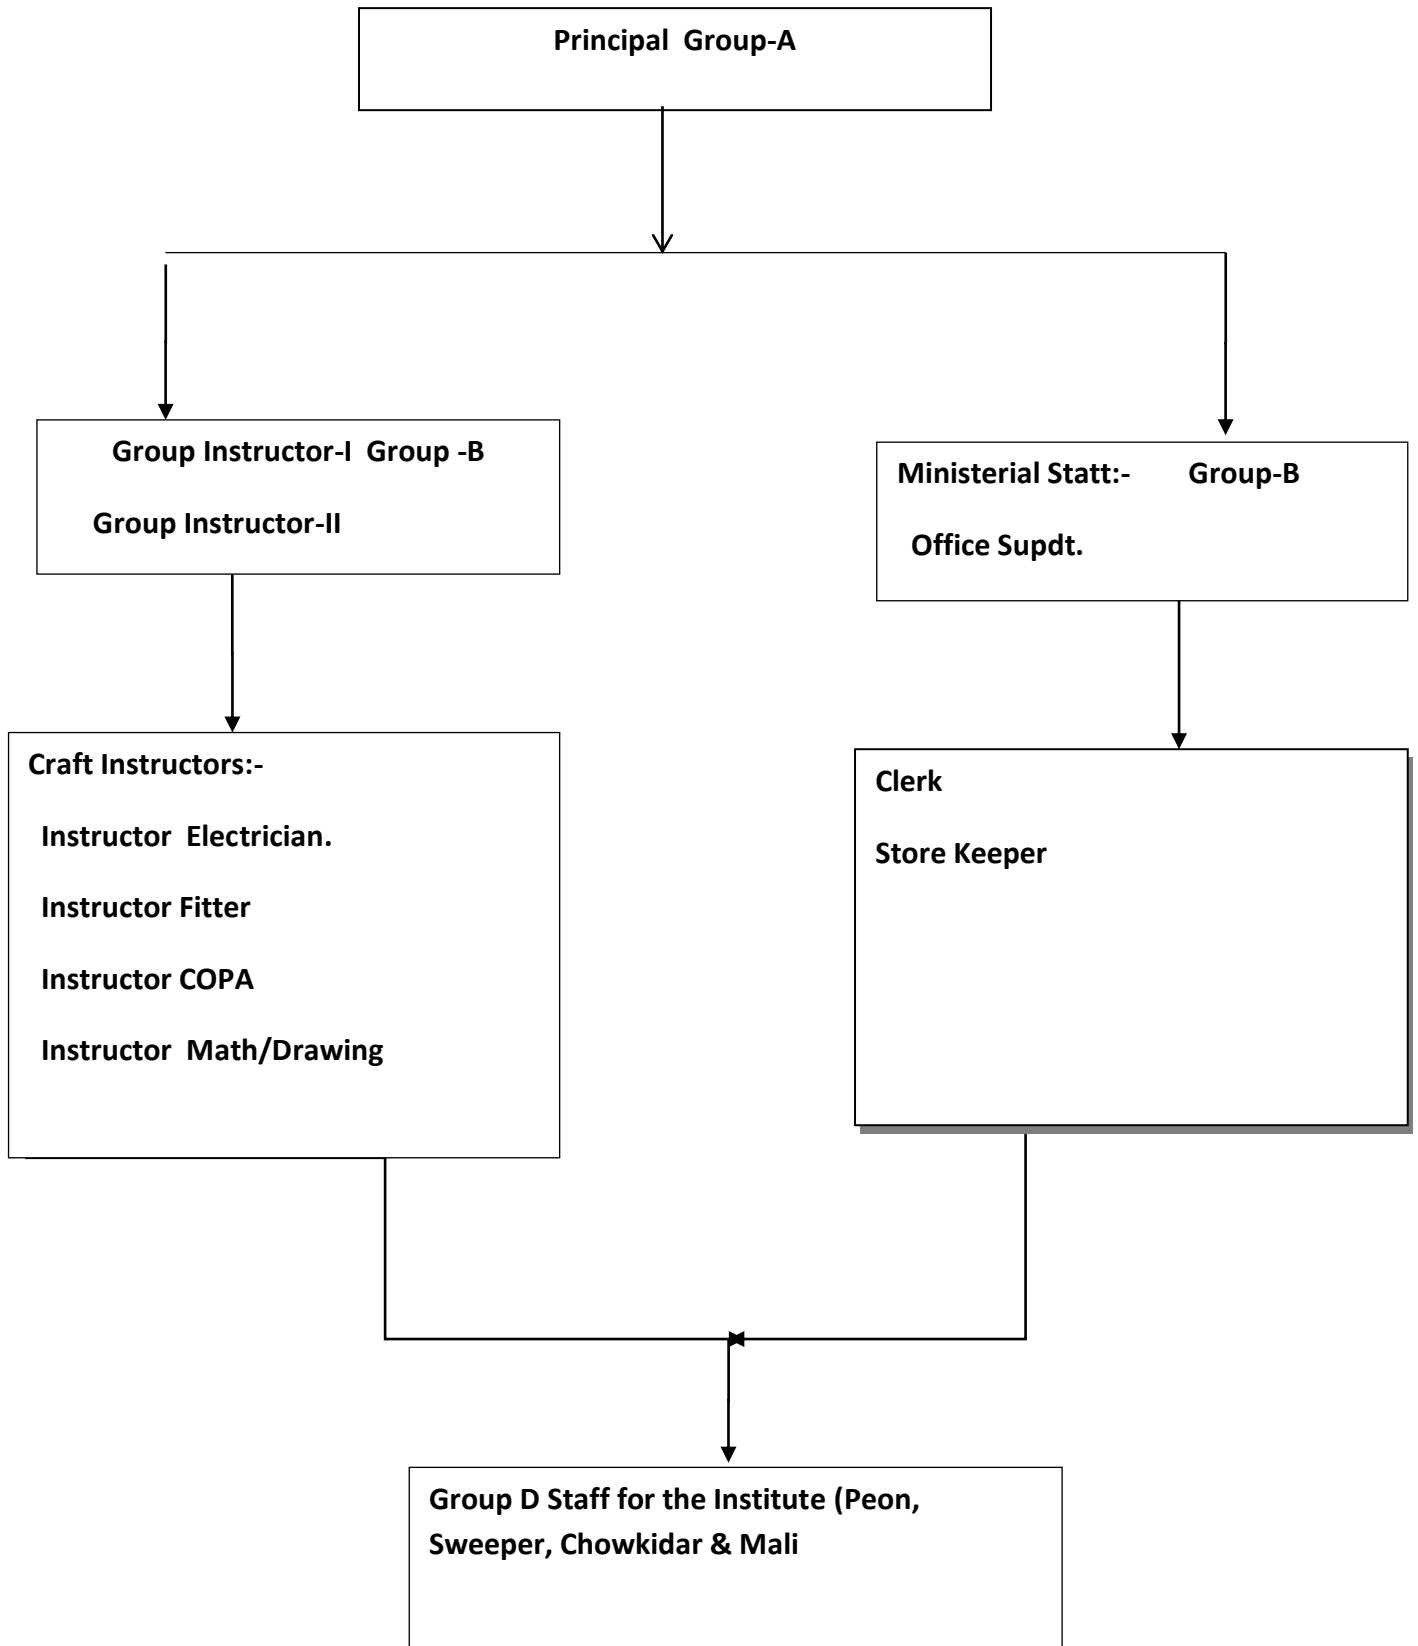 Principal Group-A
Group Instructor-I Group -B
Group Instructor-II
Ministerial Statt:- Group-B
Office Supdt.
Craft Instructors:-
Instructor Electrician.
Instructor Fitter
Instructor COPA
Instructor Math/Drawing
Clerk
Store Keeper
Group D Staff for the Institute (Peon,
Sweeper, Chowkidar & Mali